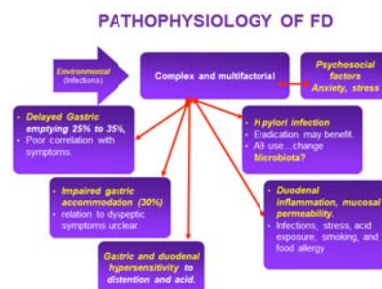 PATHOPHYSIOLOGY OF FD
Environmental
(Infections)
Complex and multifactorial
Psychosocial
factors
Anxiety, stress
• Delayed Gastric
emptying 25% to 35%,
• Poor correlation with
symptoms.
• H pylori infection
• Eradication may benefit.
• AB use...change
Microbiota?
• Impaired gastric
accommodation (30%)
• relation to dyspeptic
symptoms unclear.
• Duodenal
inflammation, mucosal
permeability.
• Infections, stress, acid
exposure, smoking, and
food allergy
• Gastric and duodenal
hypersensitivity to
distention and acid.